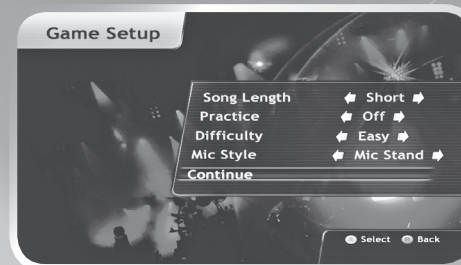 Game Setup
Song Length Short
Practice Off
Difficulty Easy
Mic Style Mic Stand
Continue
Select Back